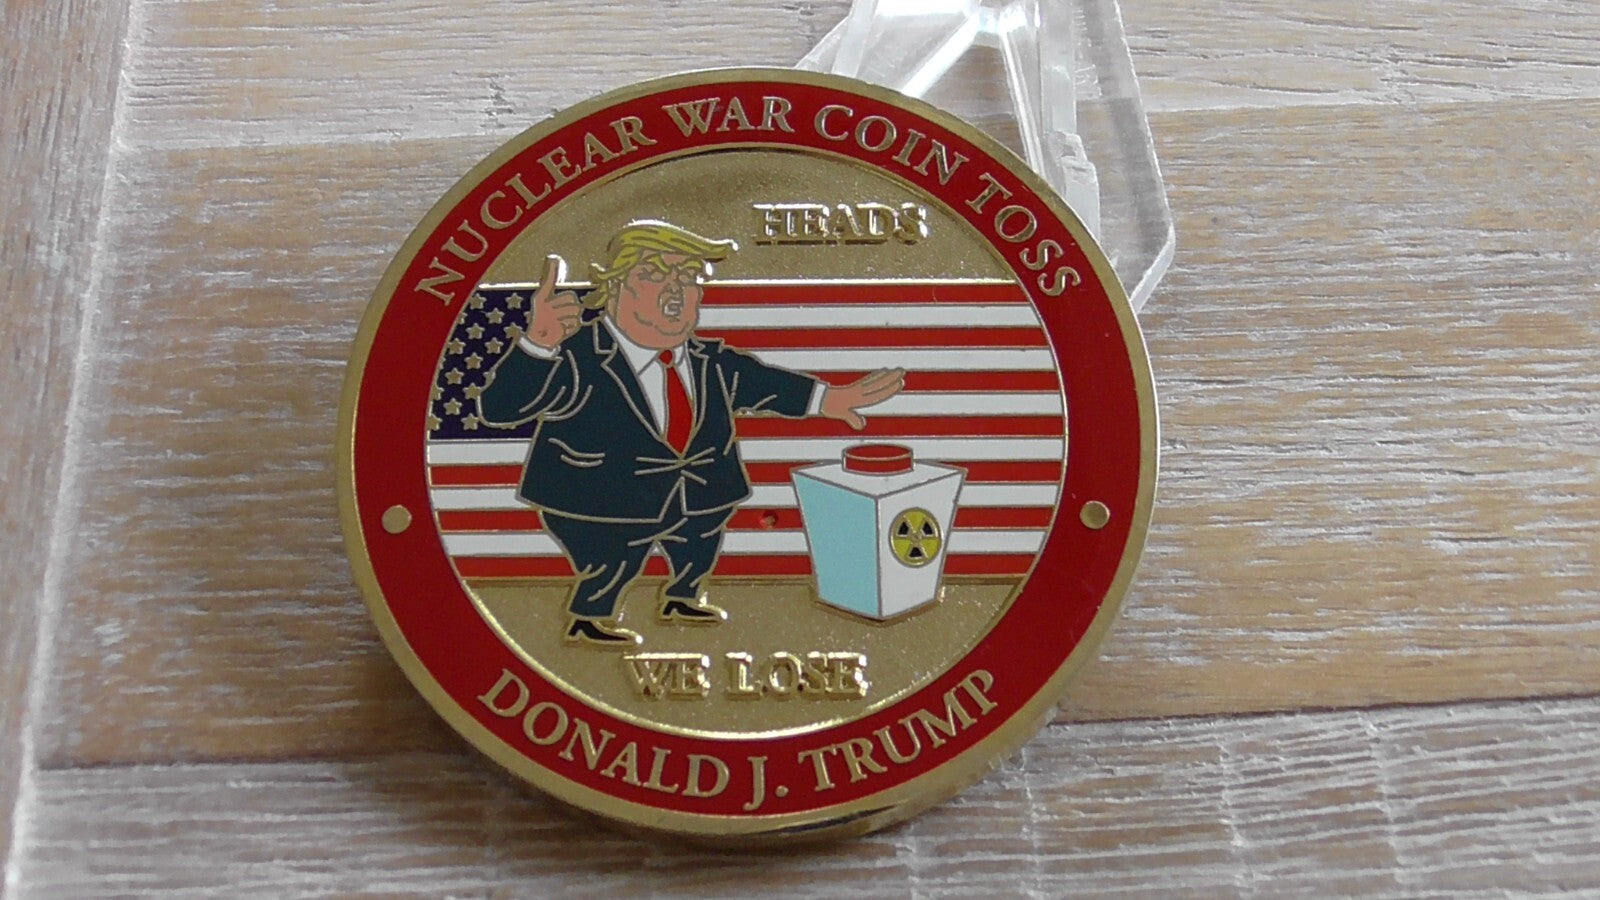 NUCLEAR WAR COIN TOSS
HEADS
WE LOSE
DONALD J. TRUMP